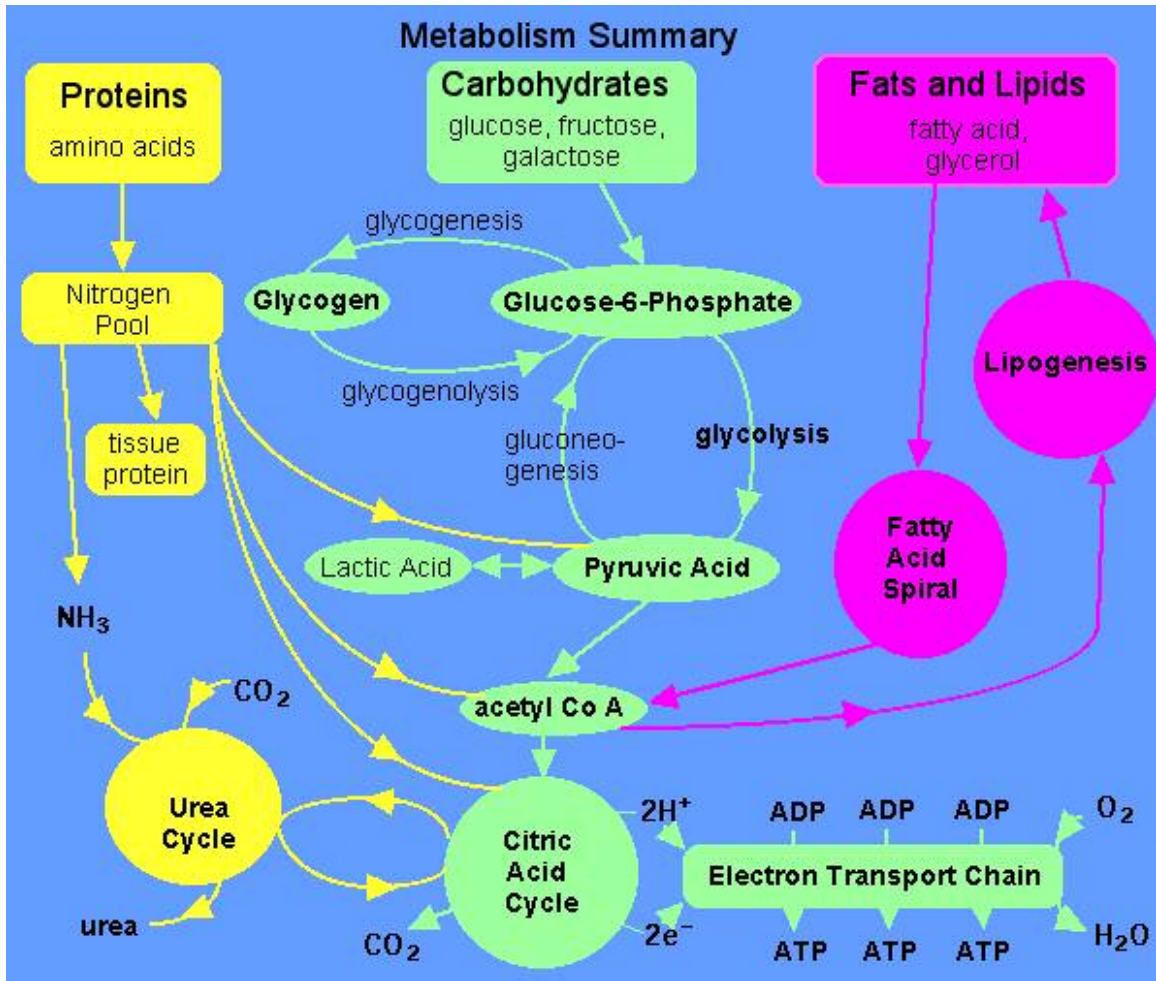 Metabolism Summary
Proteins
amino acids
Carbohydrates
glucose, fructose,
galactose
Fats and Lipids
fatty acid,
glycerol
glycogenesis
Nitrogen
Pool
Glycogen
Glucose-6-Phosphate
Lipogenesis
glycogenolysis
tissue
protein
gluconeo-
genesis
glycolysis
Fatty
Acid
Spiral
Lactic Acid
Pyruvic Acid
NH₃
CO₂
acetyl Co A
Urea
Cycle
urea
Citric
Acid
Cycle
CO₂
2H⁺
2e⁻
ADP ADP ADP
O₂
Electron Transport Chain
ATP ATP ATP
H₂O